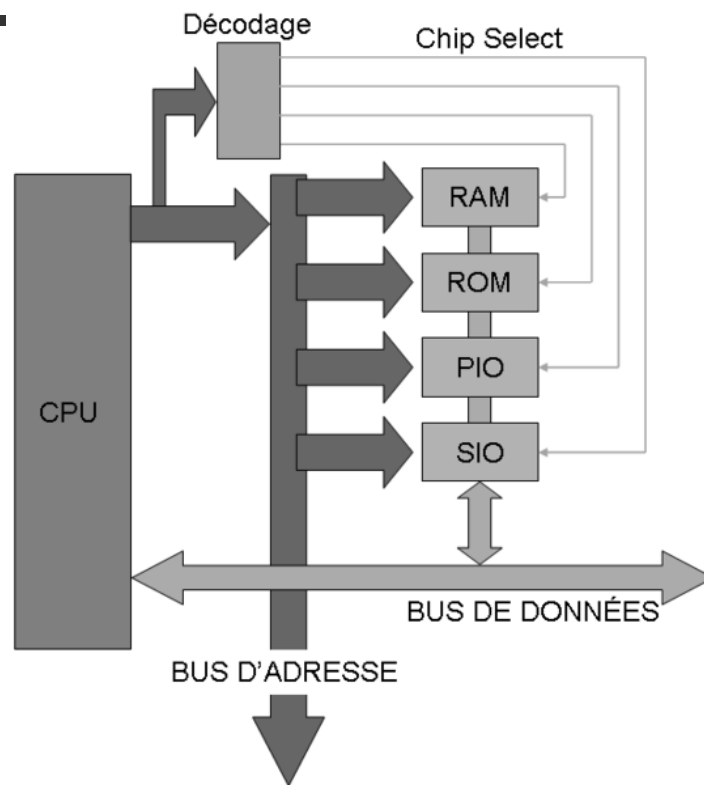 Décodage
Chip Select
RAM
ROM
PIO
CPU
SIO
BUS DE DONNÉES
BUS D'ADRESSE